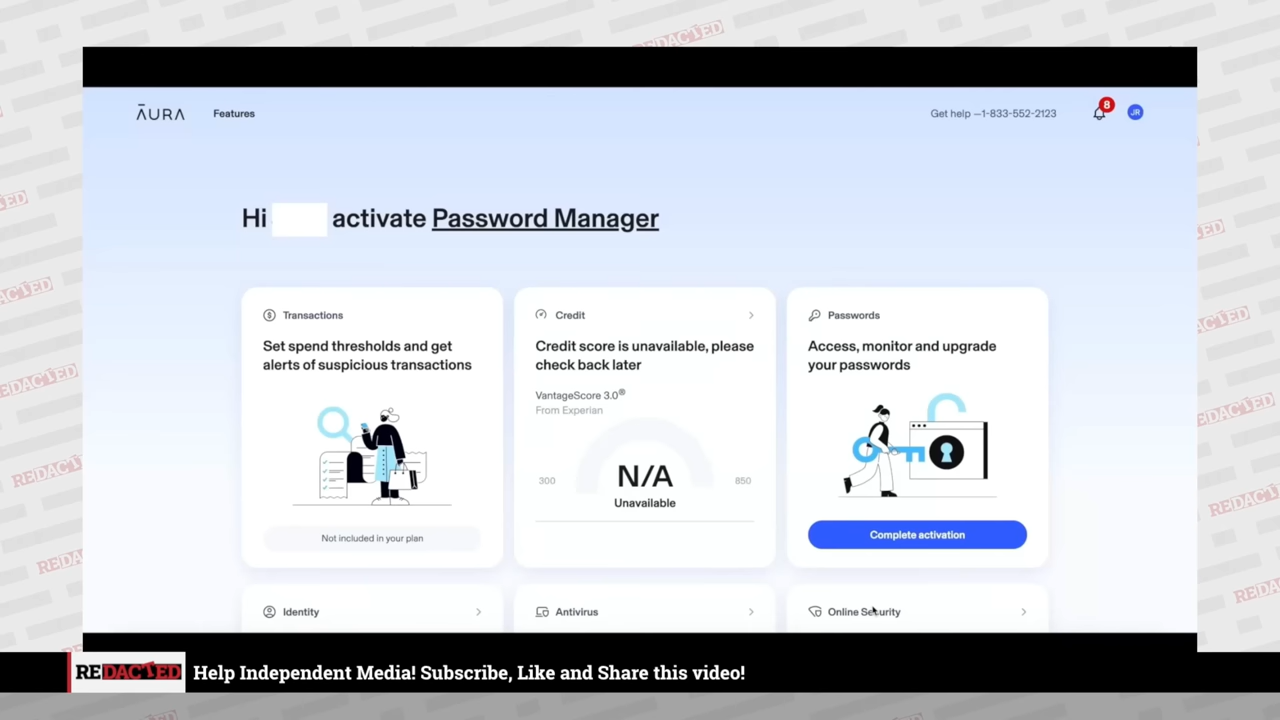 REDACTED
ĀURA
Features
Get help –1-833-552-2123
8
JR
Hi activate Password Manager
Transactions
Set spend thresholds and get
alerts of suspicious transactions
Not included in your plan
Credit
Credit score is unavailable, please
check back later
VantageScore 3.0®
From Experian
300
N/A
850
Unavailable
Passwords
Access, monitor and upgrade
your passwords
Complete activation
Identity
Antivirus
Online Security
REDACTED
Help Independent Media! Subscribe, Like and Share this video!